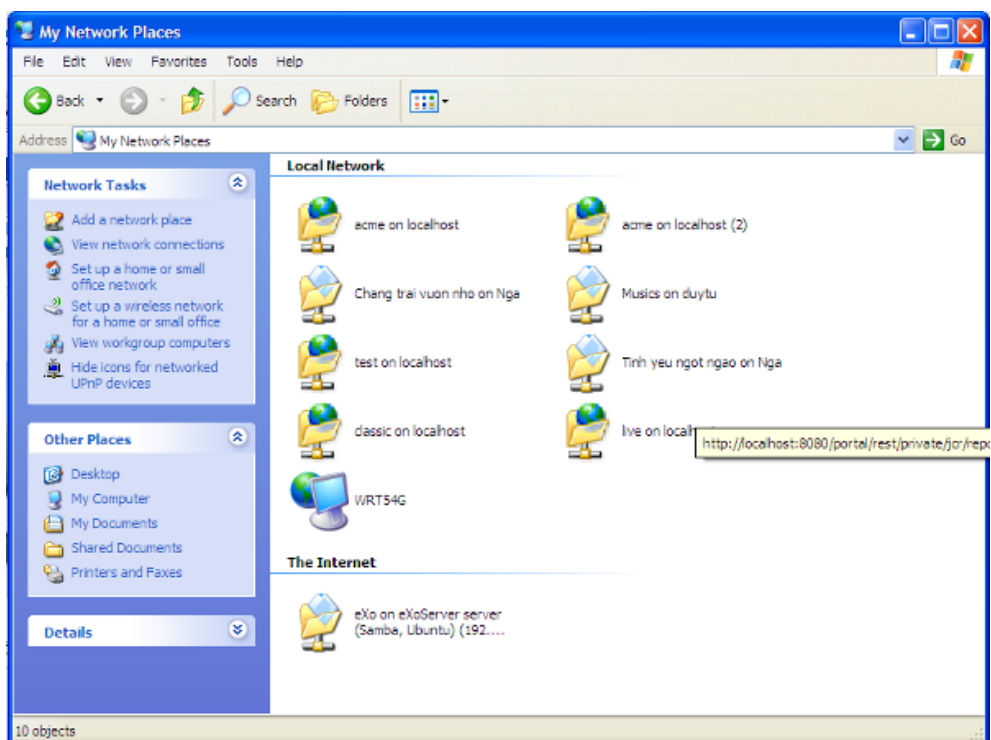 My Network Places
File Edit View Favorites Tools Help
Back Search Folders
Address My Network Places Go
Network Tasks
Add a network place
View network connections
Set up a home or small
office network
Set up a wireless network
for a home or small office
View workgroup computers
Hide icons for networked
UPnP devices
Other Places
Desktop
My Computer
My Documents
Shared Documents
Printers and Faxes
Details
Local Network
acme on localhost
acme on localhost (2)
Chang trai vuon nho on Nga
Musics on duytu
test on localhost
Tinh yeu ngot ngao on Nga
classic on localhost
live on localh
http://localhost:8080/portal/rest/private/jcr/repo
WRT54G
The Internet
eXo on eXoServer server
(Samba, Ubuntu) (192....
10 objects